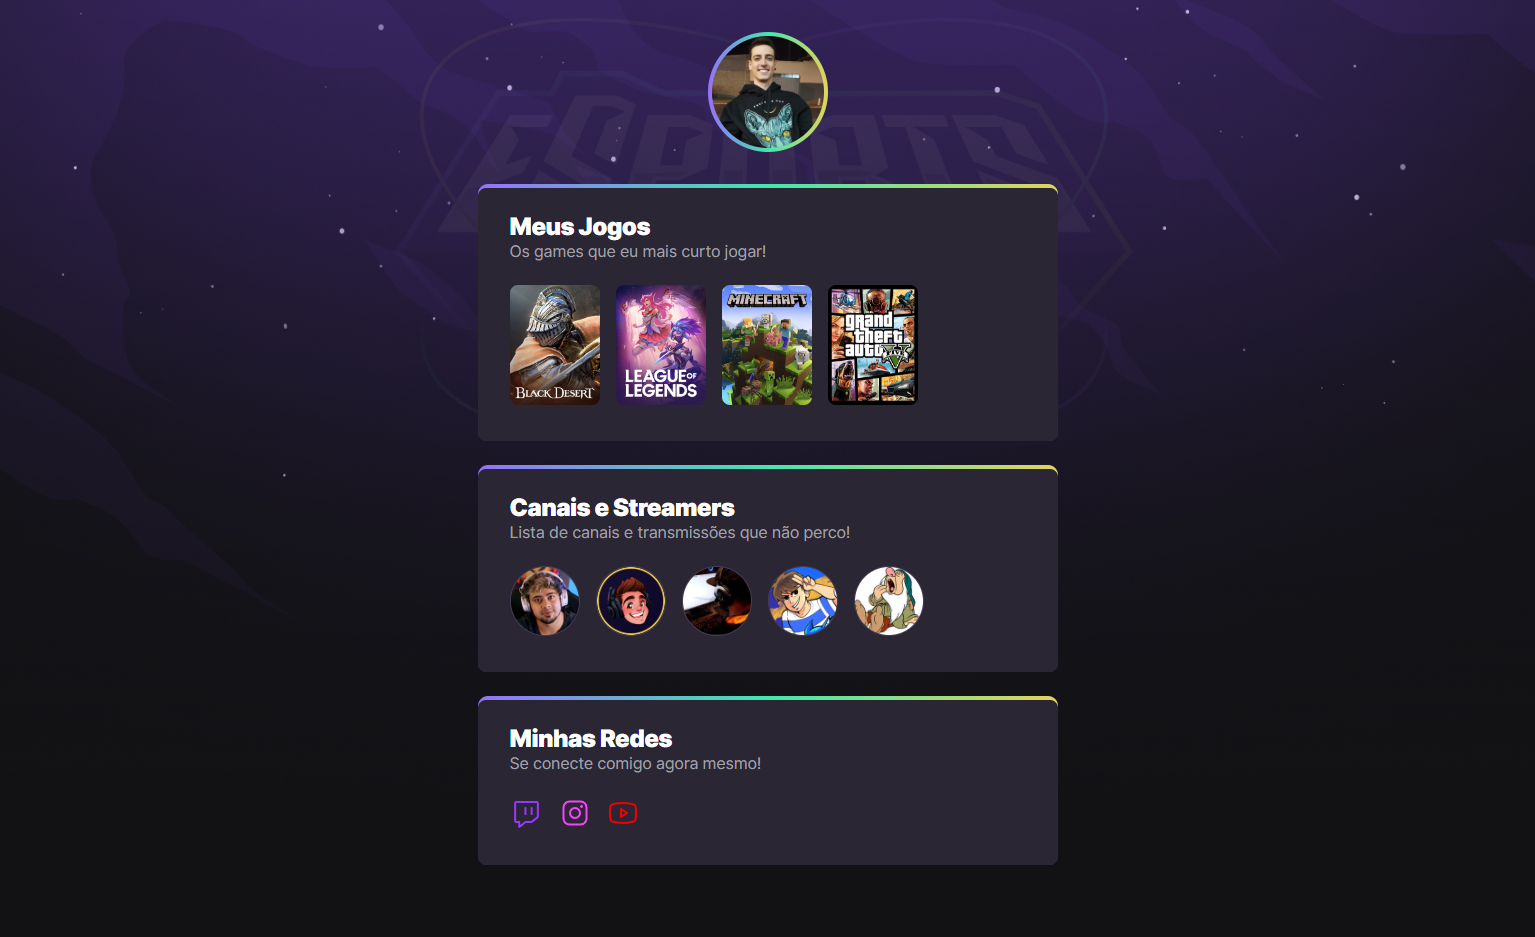 ESPORTS
Meus Jogos
Os games que eu mais curto jogar!
BLACK DESERT
LEAGUE OF
LEGENDS
MINECRAFT
grand
theft
auto V
Canais e Streamers
Lista de canais e transmissões que não perco!
Minhas Redes
Se conecte comigo agora mesmo!